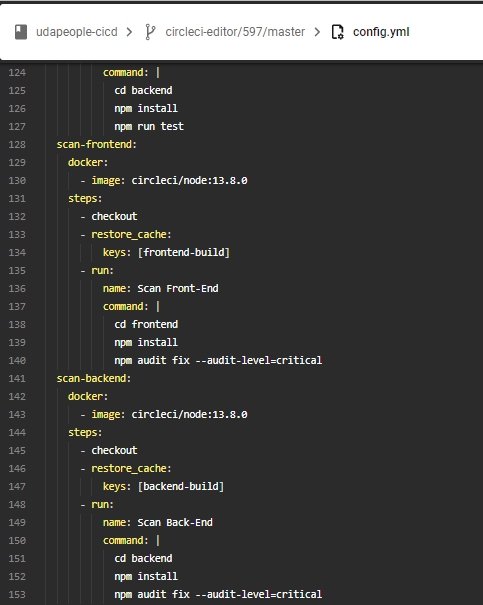 udapeople-cicd > circleci-editor/597/master > config.yml
124 command: |
125 cd backend
126 npm install
127 npm run test
128 scan-frontend:
129 docker:
130 - image: circleci/node:13.8.0
131 steps:
132 - checkout
133 - restore_cache:
134 keys: [frontend-build]
135 - run:
136 name: Scan Front-End
137 command: |
138 cd frontend
139 npm install
140 npm audit fix --audit-level=critical
141 scan-backend:
142 docker:
143 - image: circleci/node:13.8.0
144 steps:
145 - checkout
146 - restore_cache:
147 keys: [backend-build]
148 - run:
149 name: Scan Back-End
150 command: |
151 cd backend
152 npm install
153 npm audit fix --audit-level=critical